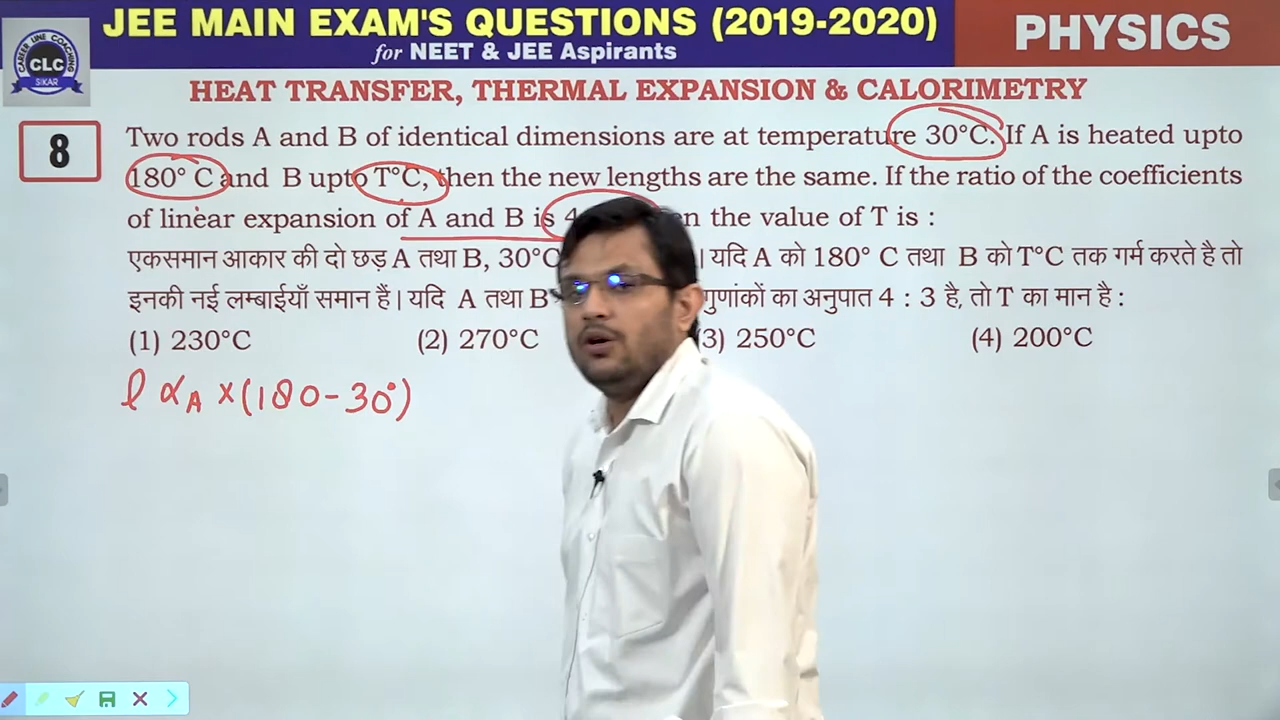 JEE MAIN EXAM'S QUESTIONS (2019-2020)
for NEET & JEE Aspirants
PHYSICS
CAREER LINE COACHING
CLC
SIKAR
HEAT TRANSFER, THERMAL EXPANSION & CALORIMETRY
8
Two rods A and B of identical dimensions are at temperature 30°C. If A is heated upto
180° C and B upto T°C, then the new lengths are the same. If the ratio of the coefficients
of linear expansion of A and B is 4 the value of T is :
एकसमान आकार की दो छड़ A तथा B, 30°C । यदि A को 180° C तथा B को T°C तक गर्म करते है तो
इनकी नई लम्बाईयाँ समान हैं। यदि A तथा B गुणांकों का अनुपात 4 : 3 है, तो T का मान है :
(1) 230°C (2) 270°C (3) 250°C (4) 200°C
l ∝A ×(180-30°)